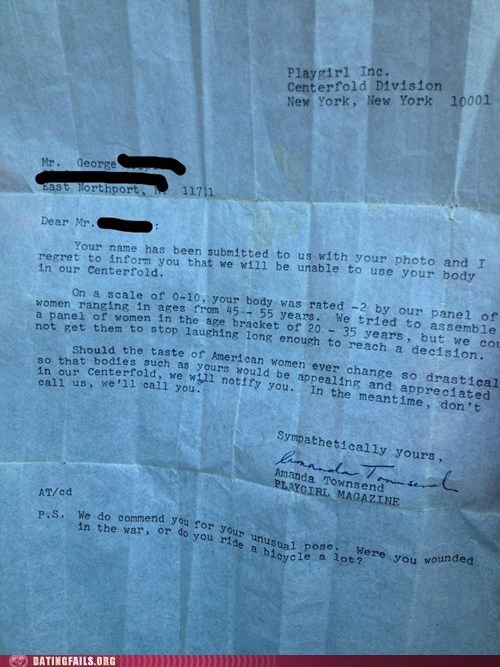 Playgirl Inc.
Centerfold Division
New York, New York 10001
Mr. George
East Northport, 11731
Dear Mr. :
Your name has been submitted to us with your photo and I
regret to inform you that we will be unable to use your body
in our Centerfold.
On a scale of 0-10, your body was rated -2 by our panel of
women ranging in ages from 45 - 55 years. We tried to assemble
a panel of women in the age bracket of 20 - 35 years, but we cou
not get them to stop laughing long enough to reach a decision.
Should the taste of American women ever change so drastical
so that bodies such as yours would be appealing and appreciated
in our Centerfold, we will notify you. In the meantime, don't
call us, we'll call you.
Sympathetically yours,
Amanda Townsend
Amanda Townsend
PLAYGIRL MAGAZINE
AT/cd
P.S. We do commend you for your unusual pose. Were you wounded
in the war, or do you ride a bicycle a lot?
DATINGFAILS.ORG